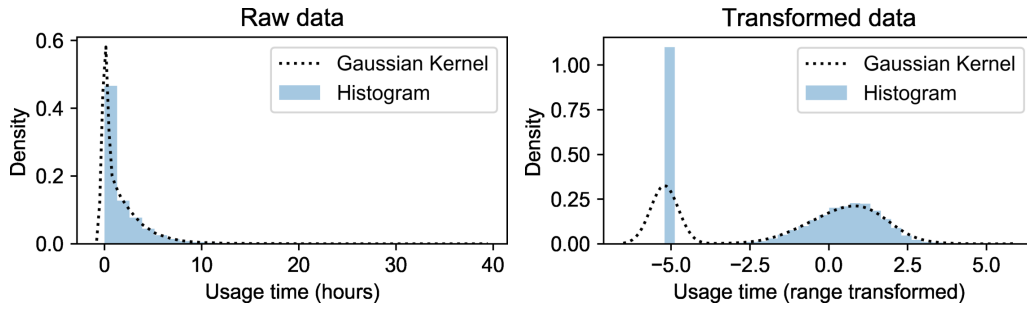 Raw data
0.6
0.4
0.2
0.0
Density
Gaussian Kernel
Histogram
0
10
20
30
40
Usage time (hours)
Transformed data
1.00
0.75
0.50
0.25
0.00
Density
Gaussian Kernel
Histogram
−5.0
−2.5
0.0
2.5
5.0
Usage time (range transformed)